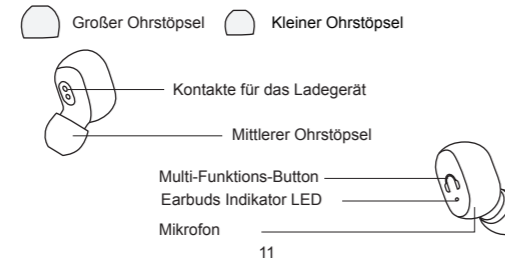 Großer Ohrstöpsel Kleiner Ohrstöpsel
Kontakte für das Ladegerät
Mittlerer Ohrstöpsel
Multi-Funktions-Button
Earbuds Indikator LED
Mikrofon
11